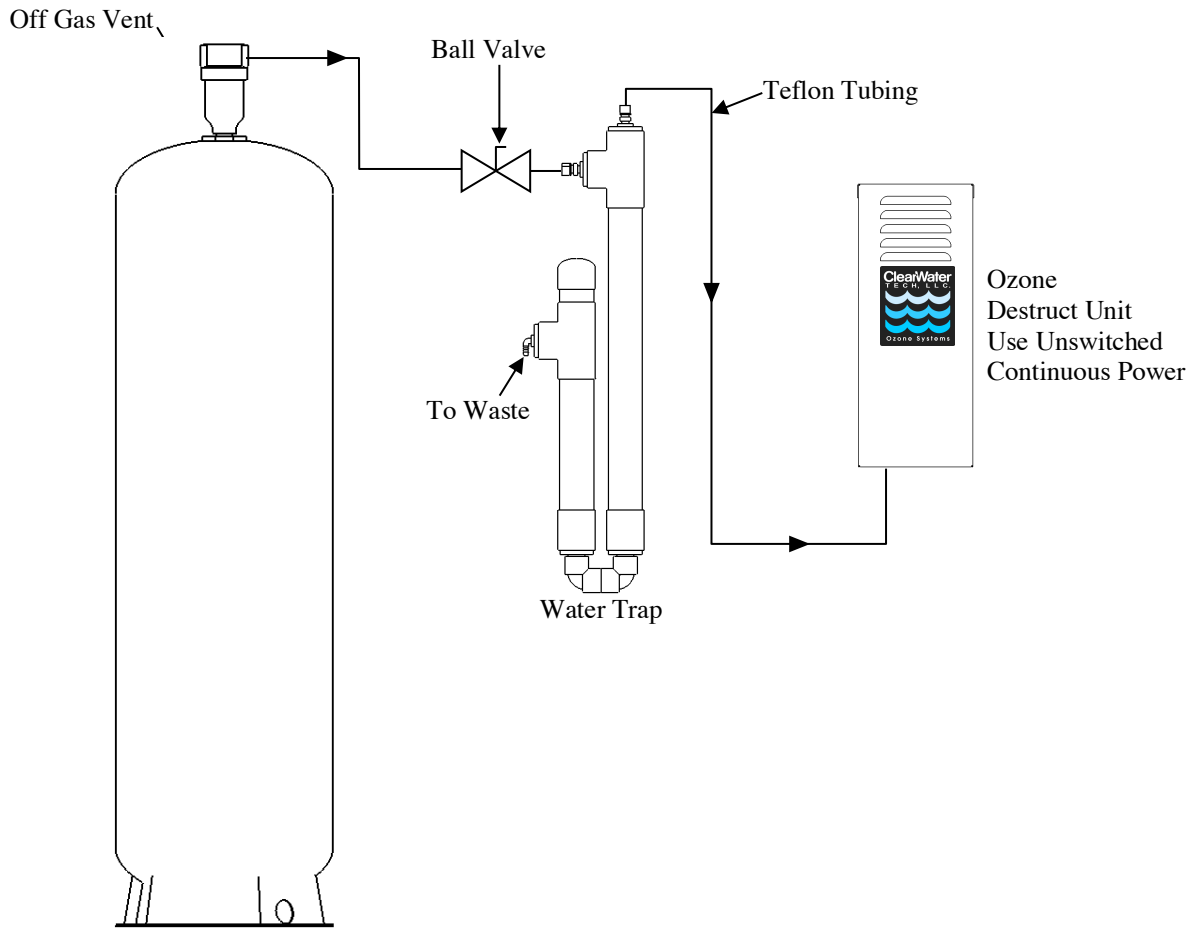 Off Gas Vent
Ball Valve
Teflon Tubing
ClearWater
TECH, LLC.
Ozone Systems
Ozone
Destruct Unit
Use Unswitched
Continuous Power
To Waste
Water Trap